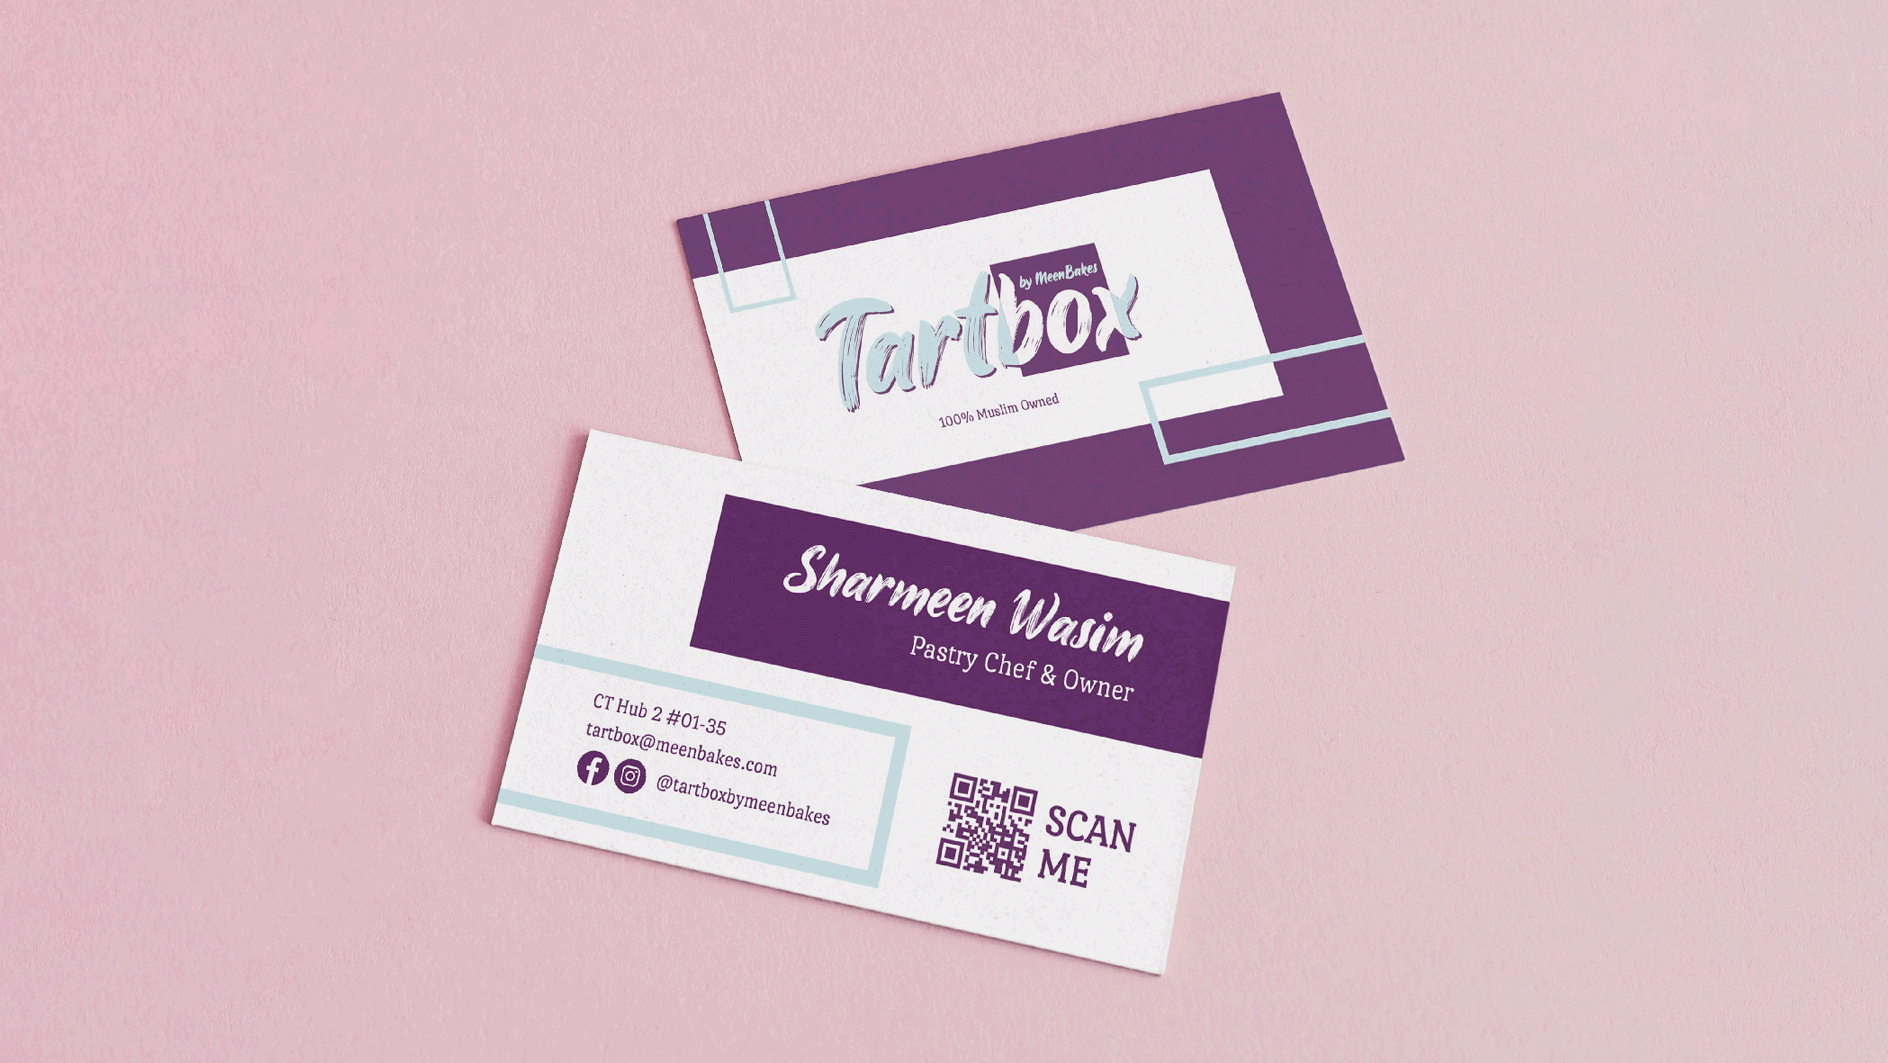 by MeenBakes
Tartbox
100% Muslim Owned
Sharmeen Wasim
Pastry Chef & Owner
CT Hub 2 #01-35
tartbox@meenbakes.com
@tartboxbymeenbakes
SCAN
ME